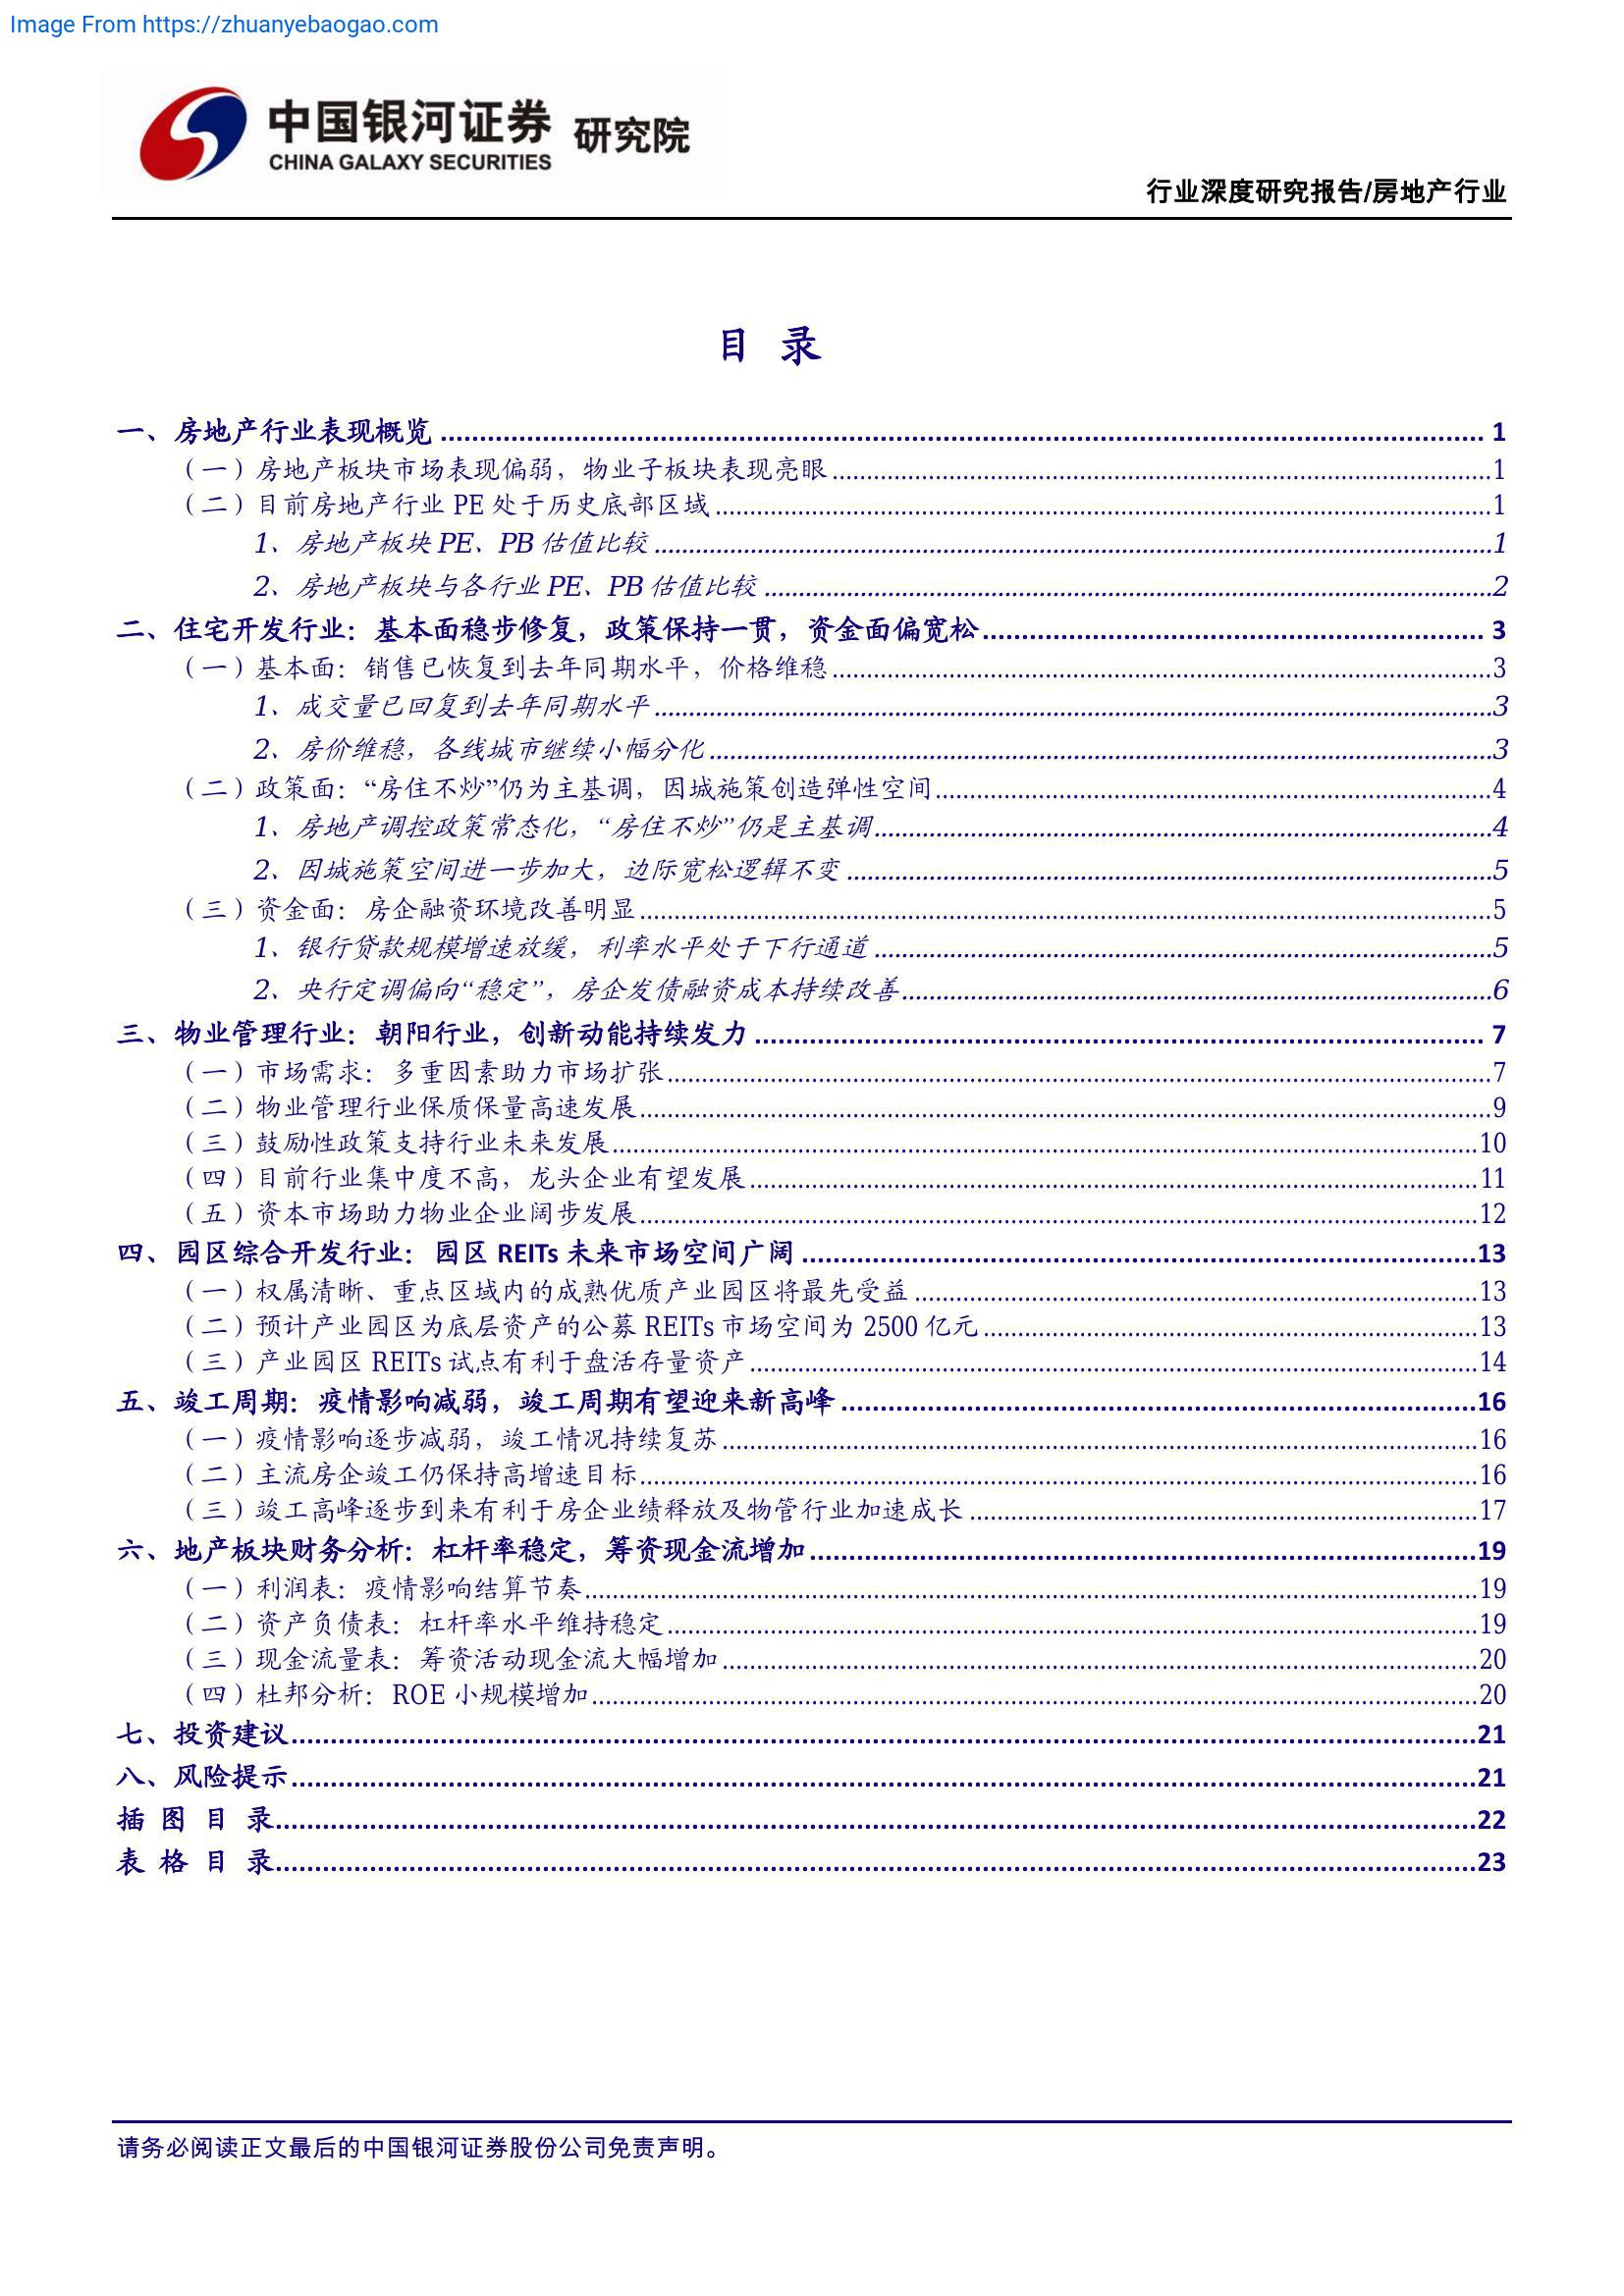 Image From https://zhuanyebaogao.com
中国银河证券 研究院
CHINA GALAXY SECURITIES
行业深度研究报告/房地产行业
目 录
一、房地产行业表现概览 1
（一）房地产板块市场表现偏弱，物业子板块表现亮眼 1
（二）目前房地产行业 PE 处于历史底部区域 1
1、房地产板块 PE、PB 估值比较 1
2、房地产板块与各行业 PE、PB 估值比较 2
二、住宅开发行业：基本面稳步修复，政策保持一贯，资金面偏宽松 3
（一）基本面：销售已恢复到去年同期水平，价格维稳 3
1、成交量已回复到去年同期水平 3
2、房价维稳，各线城市继续小幅分化 3
（二）政策面：“房住不炒”仍为主基调，因城施策创造弹性空间 4
1、房地产调控政策常态化，“房住不炒”仍是主基调 4
2、因城施策空间进一步加大，边际宽松逻辑不变 5
（三）资金面：房企融资环境改善明显 5
1、银行贷款规模增速放缓，利率水平处于下行通道 5
2、央行定调偏向“稳定”，房企发债融资成本持续改善 6
三、物业管理行业：朝阳行业，创新动能持续发力 7
（一）市场需求：多重因素助力市场扩张 7
（二）物业管理行业保质保量高速发展 9
（三）鼓励性政策支持行业未来发展 10
（四）目前行业集中度不高，龙头企业有望发展 11
（五）资本市场助力物业企业阔步发展 12
四、园区综合开发行业：园区 REITs 未来市场空间广阔 13
（一）权属清晰、重点区域内的成熟优质产业园区将最先受益 13
（二）预计产业园区为底层资产的公募 REITs 市场空间为 2500 亿元 13
（三）产业园区 REITs 试点有利于盘活存量资产 14
五、竣工周期：疫情影响减弱，竣工周期有望迎来新高峰 16
（一）疫情影响逐步减弱，竣工情况持续复苏 16
（二）主流房企竣工仍保持高增速目标 16
（三）竣工高峰逐步到来有利于房企业绩释放及物管行业加速成长 17
六、地产板块财务分析：杠杆率稳定，筹资现金流增加 19
（一）利润表：疫情影响结算节奏 19
（二）资产负债表：杠杆率水平维持稳定 19
（三）现金流量表：筹资活动现金流大幅增加 20
（四）杜邦分析：ROE 小规模增加 20
七、投资建议 21
八、风险提示 21
插 图 目 录 22
表 格 目 录 23
请务必阅读正文最后的中国银河证券股份公司免责声明。